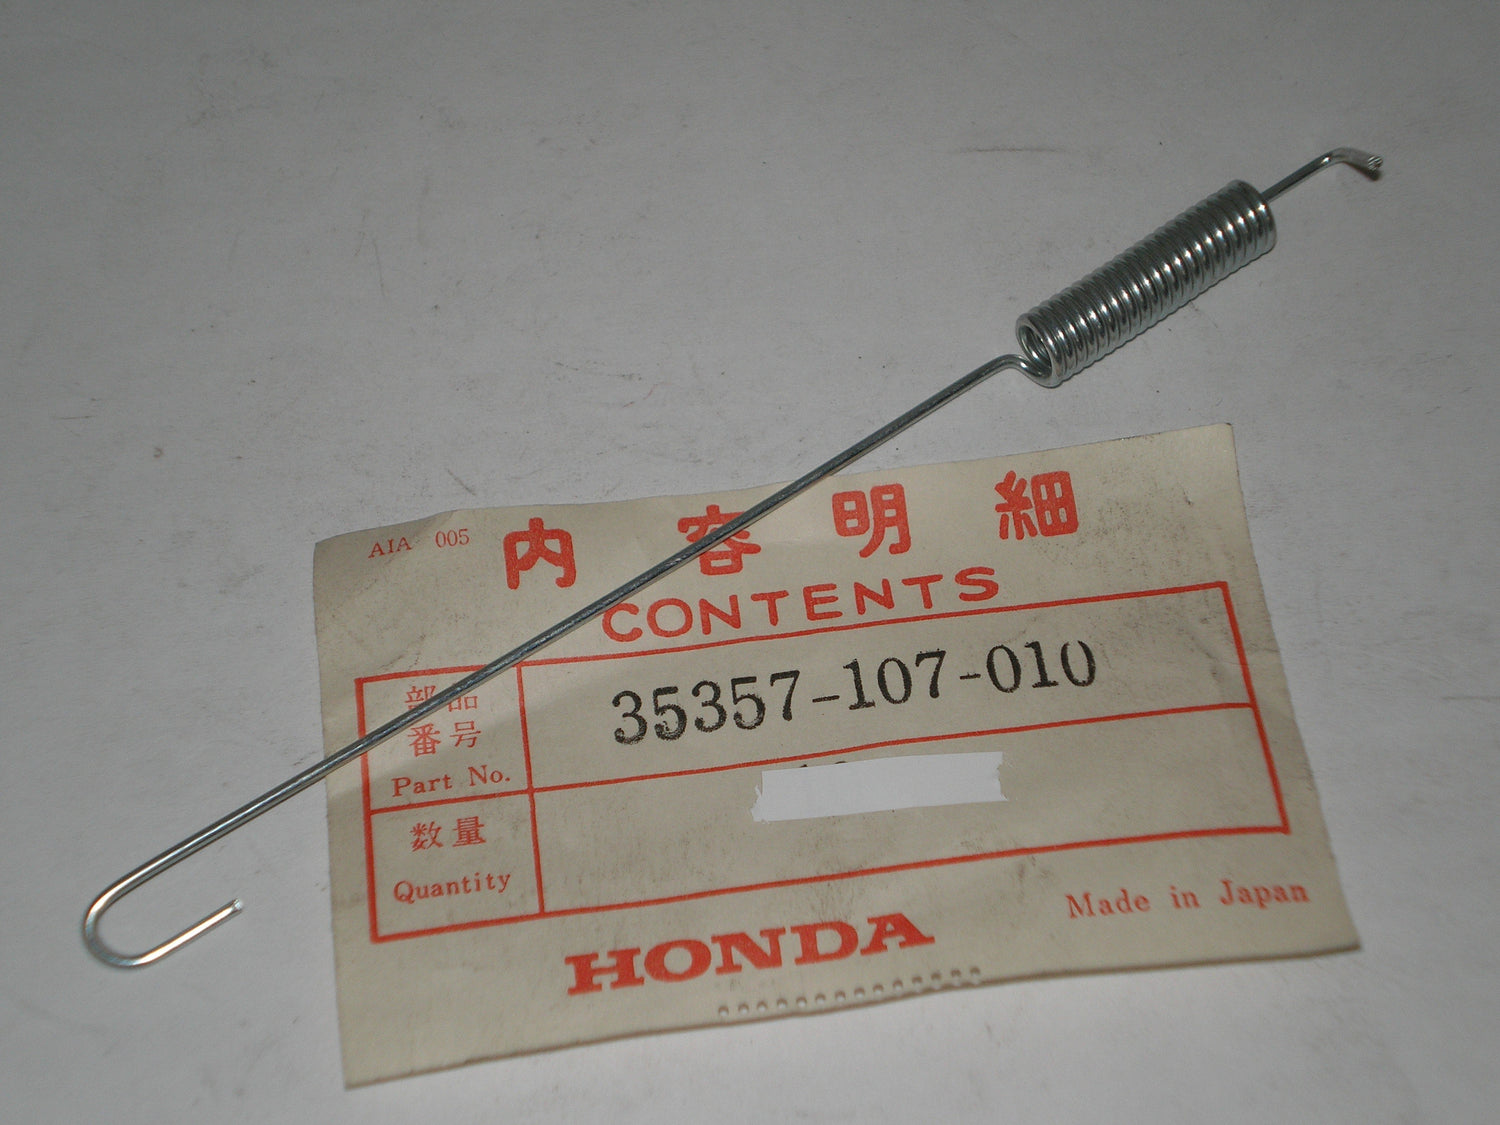 AIA 005
内容明細
CONTENTS
部品
番号
Part No.
35357-107-010
数量
Quantity
HONDA
Made in Japan